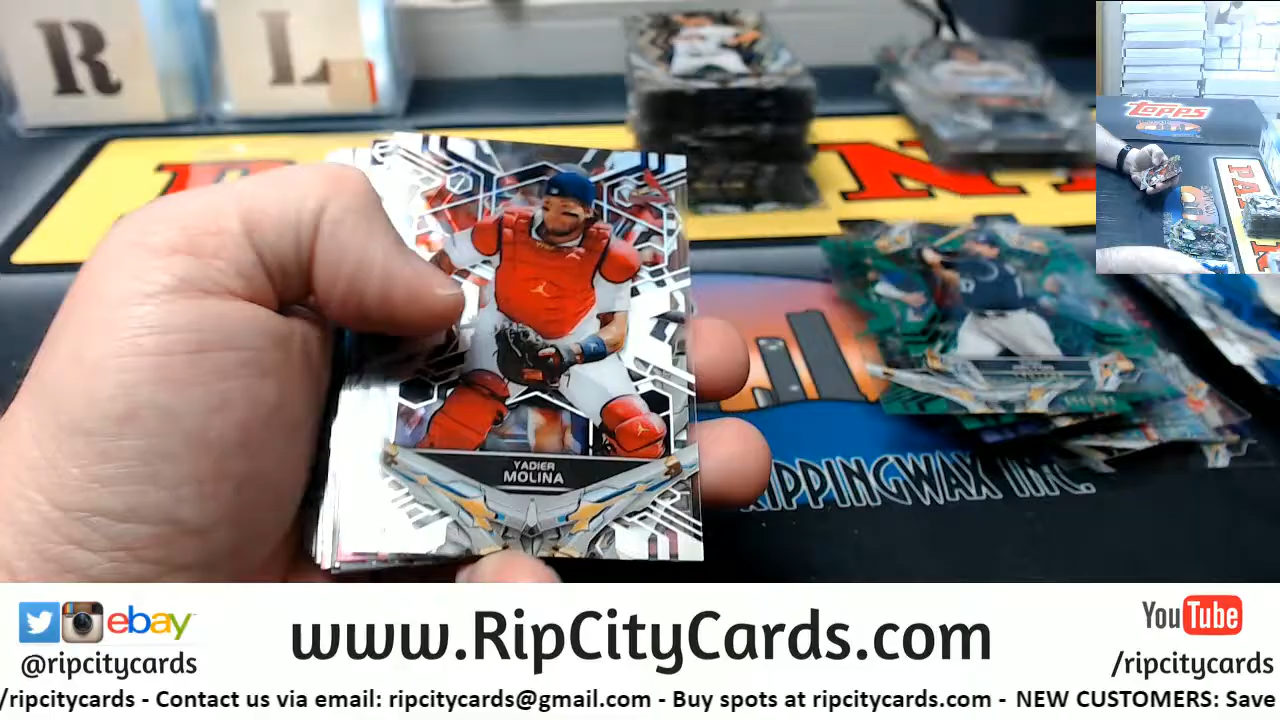 R L
Topps
YADIER
MOLINA
RIPPINGWAX INC.
ebay
@ripcitycards
www.RipCityCards.com
YouTube
/ripcitycards
/ripcitycards - Contact us via email: ripcitycards@gmail.com - Buy spots at ripcitycards.com - NEW CUSTOMERS: Save